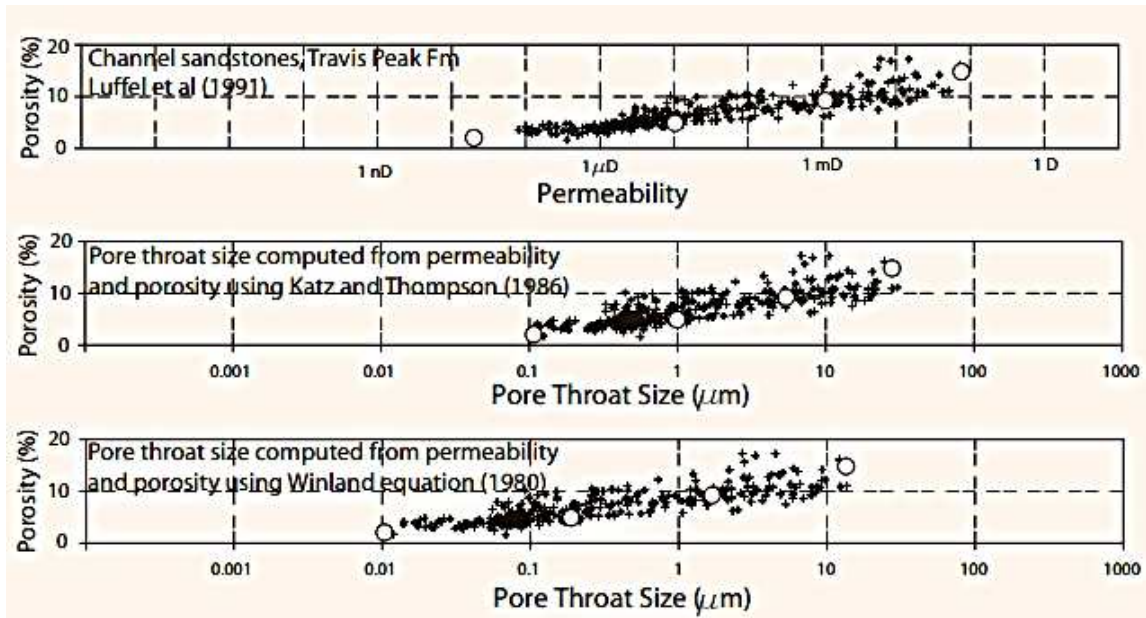 20
10
0
Porosity (%)
Channel sandstones, Travis Peak Fm
Luffel et al (1991)
1 nD
1 μD
1 mD
1 D
Permeability
20
10
0
Porosity (%)
Pore throat size computed from permeability
and porosity using Katz and Thompson (1986)
0.001
0.01
0.1
1
10
100
1000
Pore Throat Size (μm)
20
10
0
Porosity (%)
Pore throat size computed from permeability
and porosity using Winland equation (1980)
0.001
0.01
0.1
1
10
100
1000
Pore Throat Size (μm)